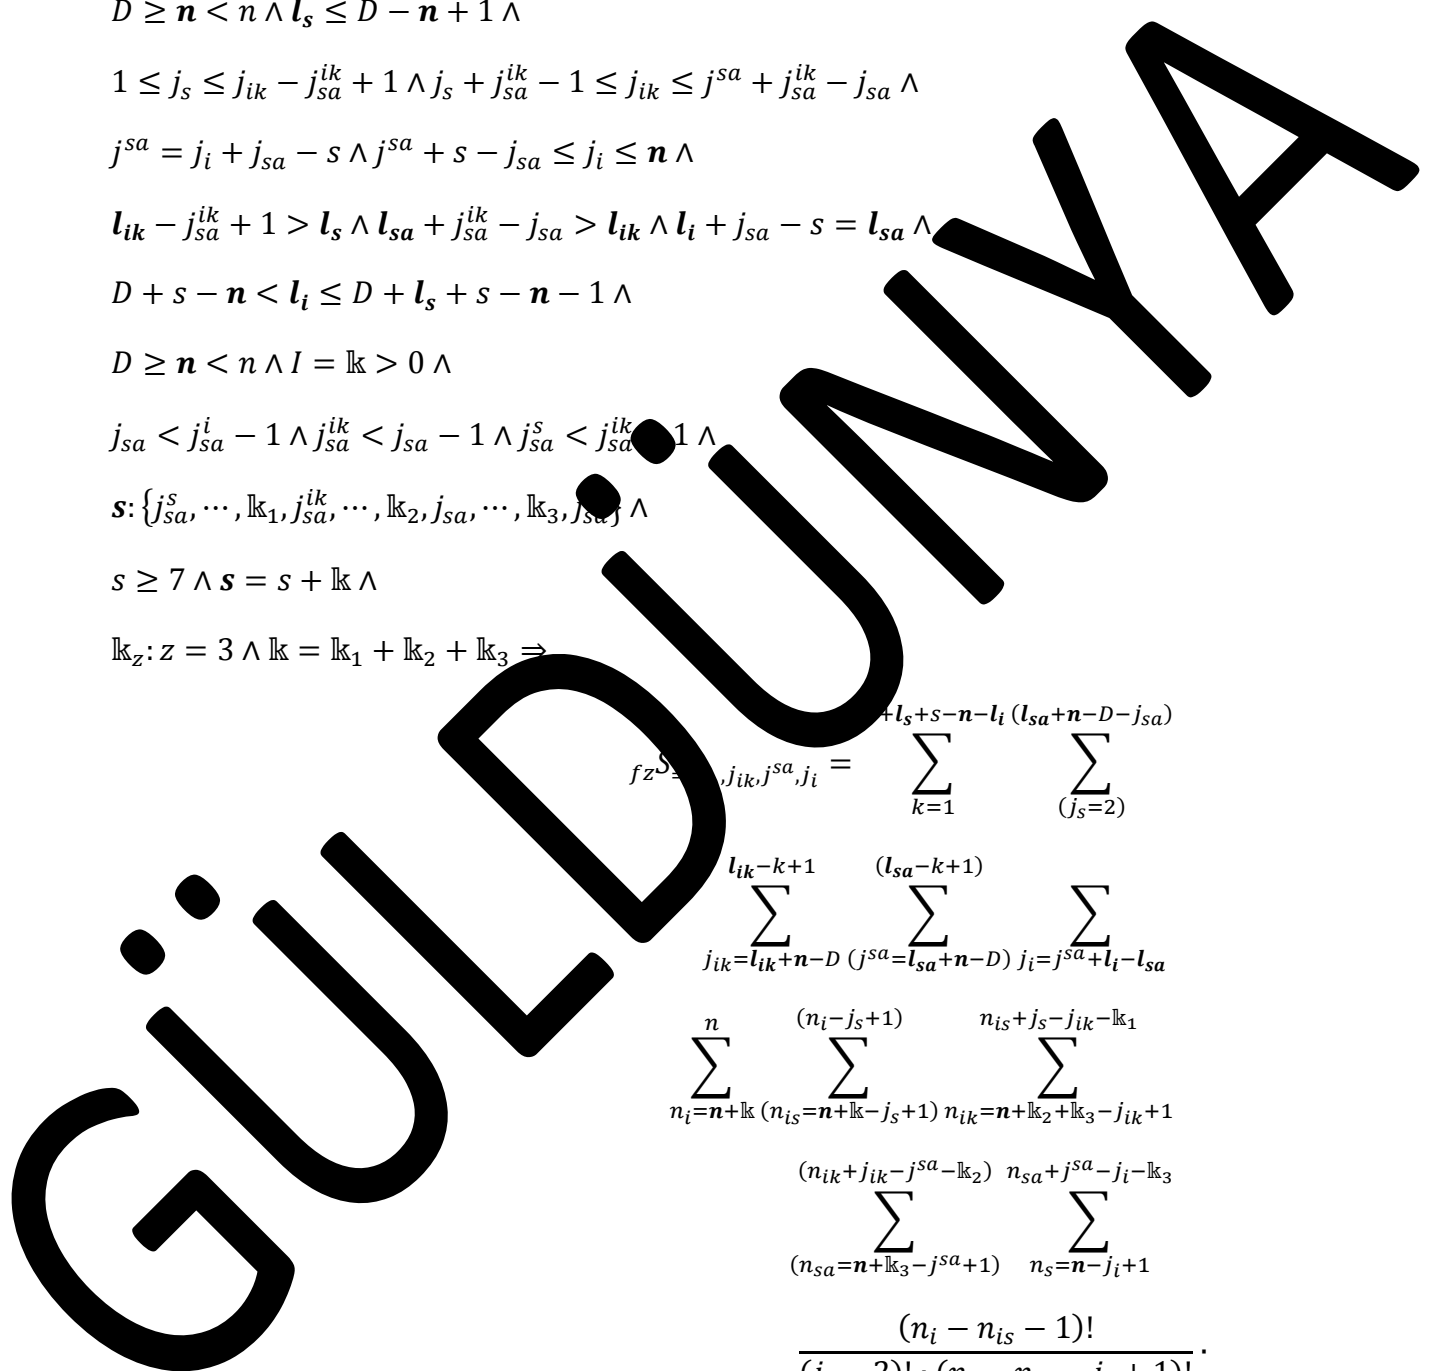 D ≥ n < n ∧ l_s ≤ D − n + 1 ∧
1 ≤ j_s ≤ j_{ik} − j_{sa}^{ik} + 1 ∧ j_s + j_{sa}^{ik} − 1 ≤ j_{ik} ≤ j^{sa} + j_{sa}^{ik} − j_{sa} ∧
j^{sa} = j_i + j_{sa} − s ∧ j^{sa} + s − j_{sa} ≤ j_i ≤ n ∧
l_{ik} − j_{sa}^{ik} + 1 > l_s ∧ l_{sa} + j_{sa}^{ik} − j_{sa} > l_{ik} ∧ l_i + j_{sa} − s = l_{sa} ∧
D + s − n < l_i ≤ D + l_s + s − n − 1 ∧
D ≥ n < n ∧ I = 𝕜 > 0 ∧
j_{sa} < j_{sa}^{i} − 1 ∧ j_{sa}^{ik} < j_{sa} − 1 ∧ j_{sa}^{s} < j_{sa}^{ik} 1 ∧
s: {j_{sa}^{s}, ⋯ , 𝕜_1, j_{sa}^{ik}, ⋯ , 𝕜_2, j_{sa}, ⋯ , 𝕜_3, } ∧
s ≥ 7 ∧ s = s + 𝕜 ∧
𝕜_z: z = 3 ∧ 𝕜 = 𝕜_1 + 𝕜_2 + 𝕜_3 ⇒
+l_s+s−n−l_i (l_{sa}+n−D−j_{sa})
_{fz}S ,j_{ik},j^{sa},j_i = ∑ ∑
k=1 (j_s=2)
l_{ik}−k+1 (l_{sa}−k+1)
∑ ∑ ∑
j_{ik}=l_{ik}+n−D (j^{sa}=l_{sa}+n−D) j_i=j^{sa}+l_i−l_{sa}
n (n_i−j_s+1) n_{is}+j_s−j_{ik}−𝕜_1
∑ ∑ ∑
n_i=n+𝕜 (n_{is}=n+𝕜−j_s+1) n_{ik}=n+𝕜_2+𝕜_3−j_{ik}+1
(n_{ik}+j_{ik}−j^{sa}−𝕜_2) n_{sa}+j^{sa}−j_i−𝕜_3
∑ ∑
(n_{sa}=n+𝕜_3−j^{sa}+1) n_s=n−j_i+1
(n_i − n_{is} − 1)!
GÜLDÜNYA